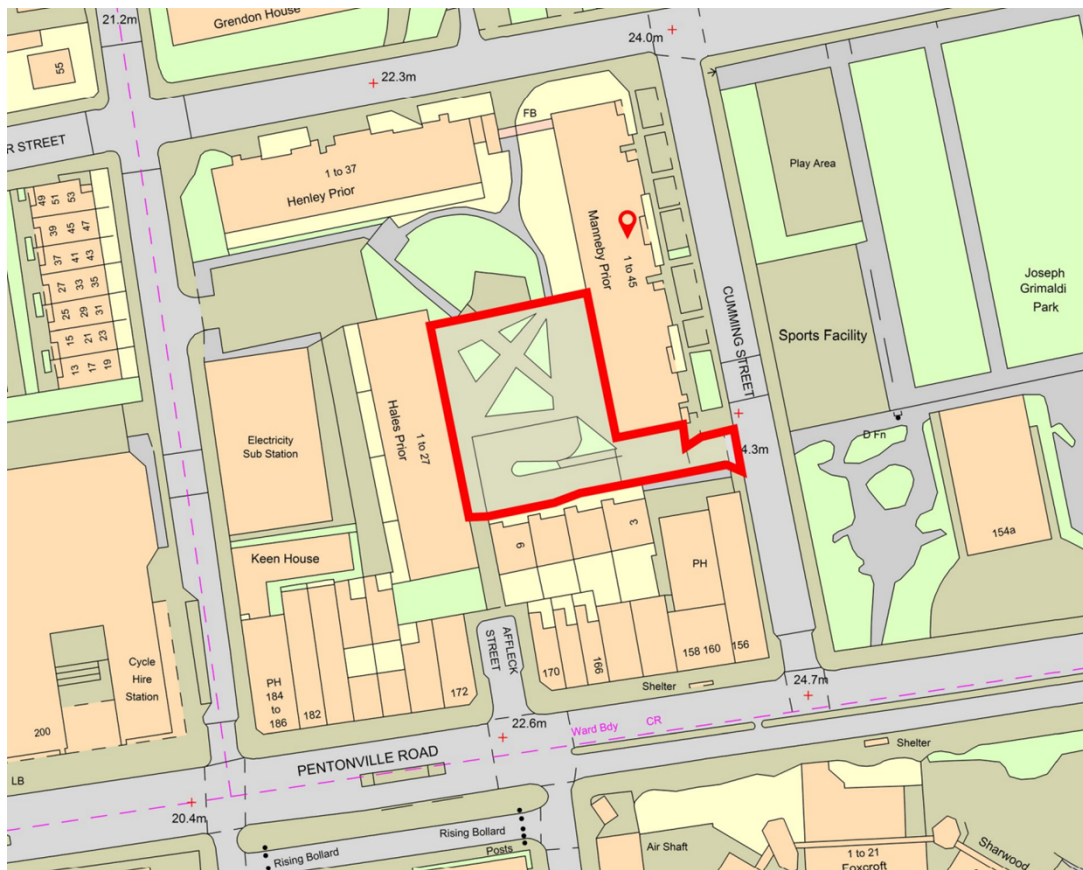 21.2m
Grendon House
24.0m
22.3m
55
FB
R STREET
1 to 37
Henley Prior
Play Area
Manneby Prior
1 to 45
49
51
53
39
45
47
37
41
43
27
33
35
25
29
31
15
21
23
13
17
19
CUMMING STREET
Joseph
Grimaldi
Park
Sports Facility
Electricity
Sub Station
Hales Prior
1 to 27
D Fn
4.3m
154a
6
3
Keen House
PH
AFFLECK
STREET
Cycle
Hire
Station
200
PH
184
to
186
182
172
170
166
158 160
156
Shelter
24.7m
22.6m
Ward Bdy
CR
PENTONVILLE ROAD
Shelter
LB
20.4m
Rising Bollard
Posts
Rising Bollard
Air Shaft
1 to 21
Foxcroft
Sharwood